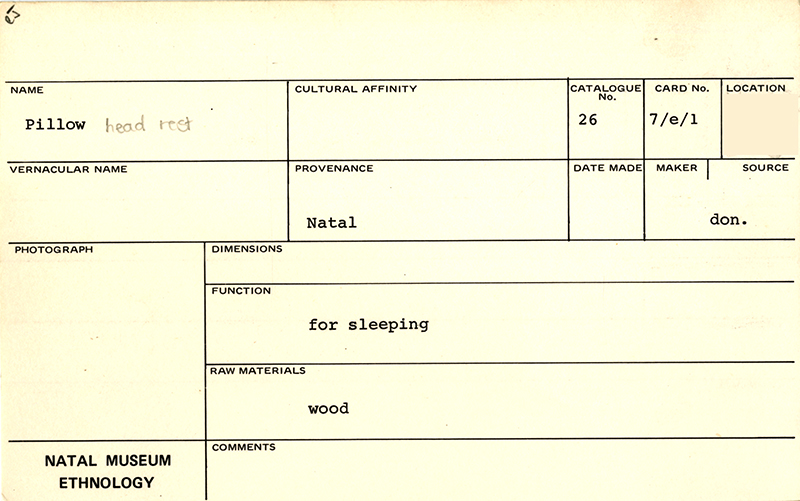 NAME
Pillow head rest
CULTURAL AFFINITY
CATALOGUE No.
26
CARD No.
7/e/1
LOCATION
VERNACULAR NAME
PROVENANCE
Natal
DATE MADE
MAKER
SOURCE
don.
PHOTOGRAPH
DIMENSIONS
FUNCTION
for sleeping
RAW MATERIALS
wood
NATAL MUSEUM
ETHNOLOGY
COMMENTS